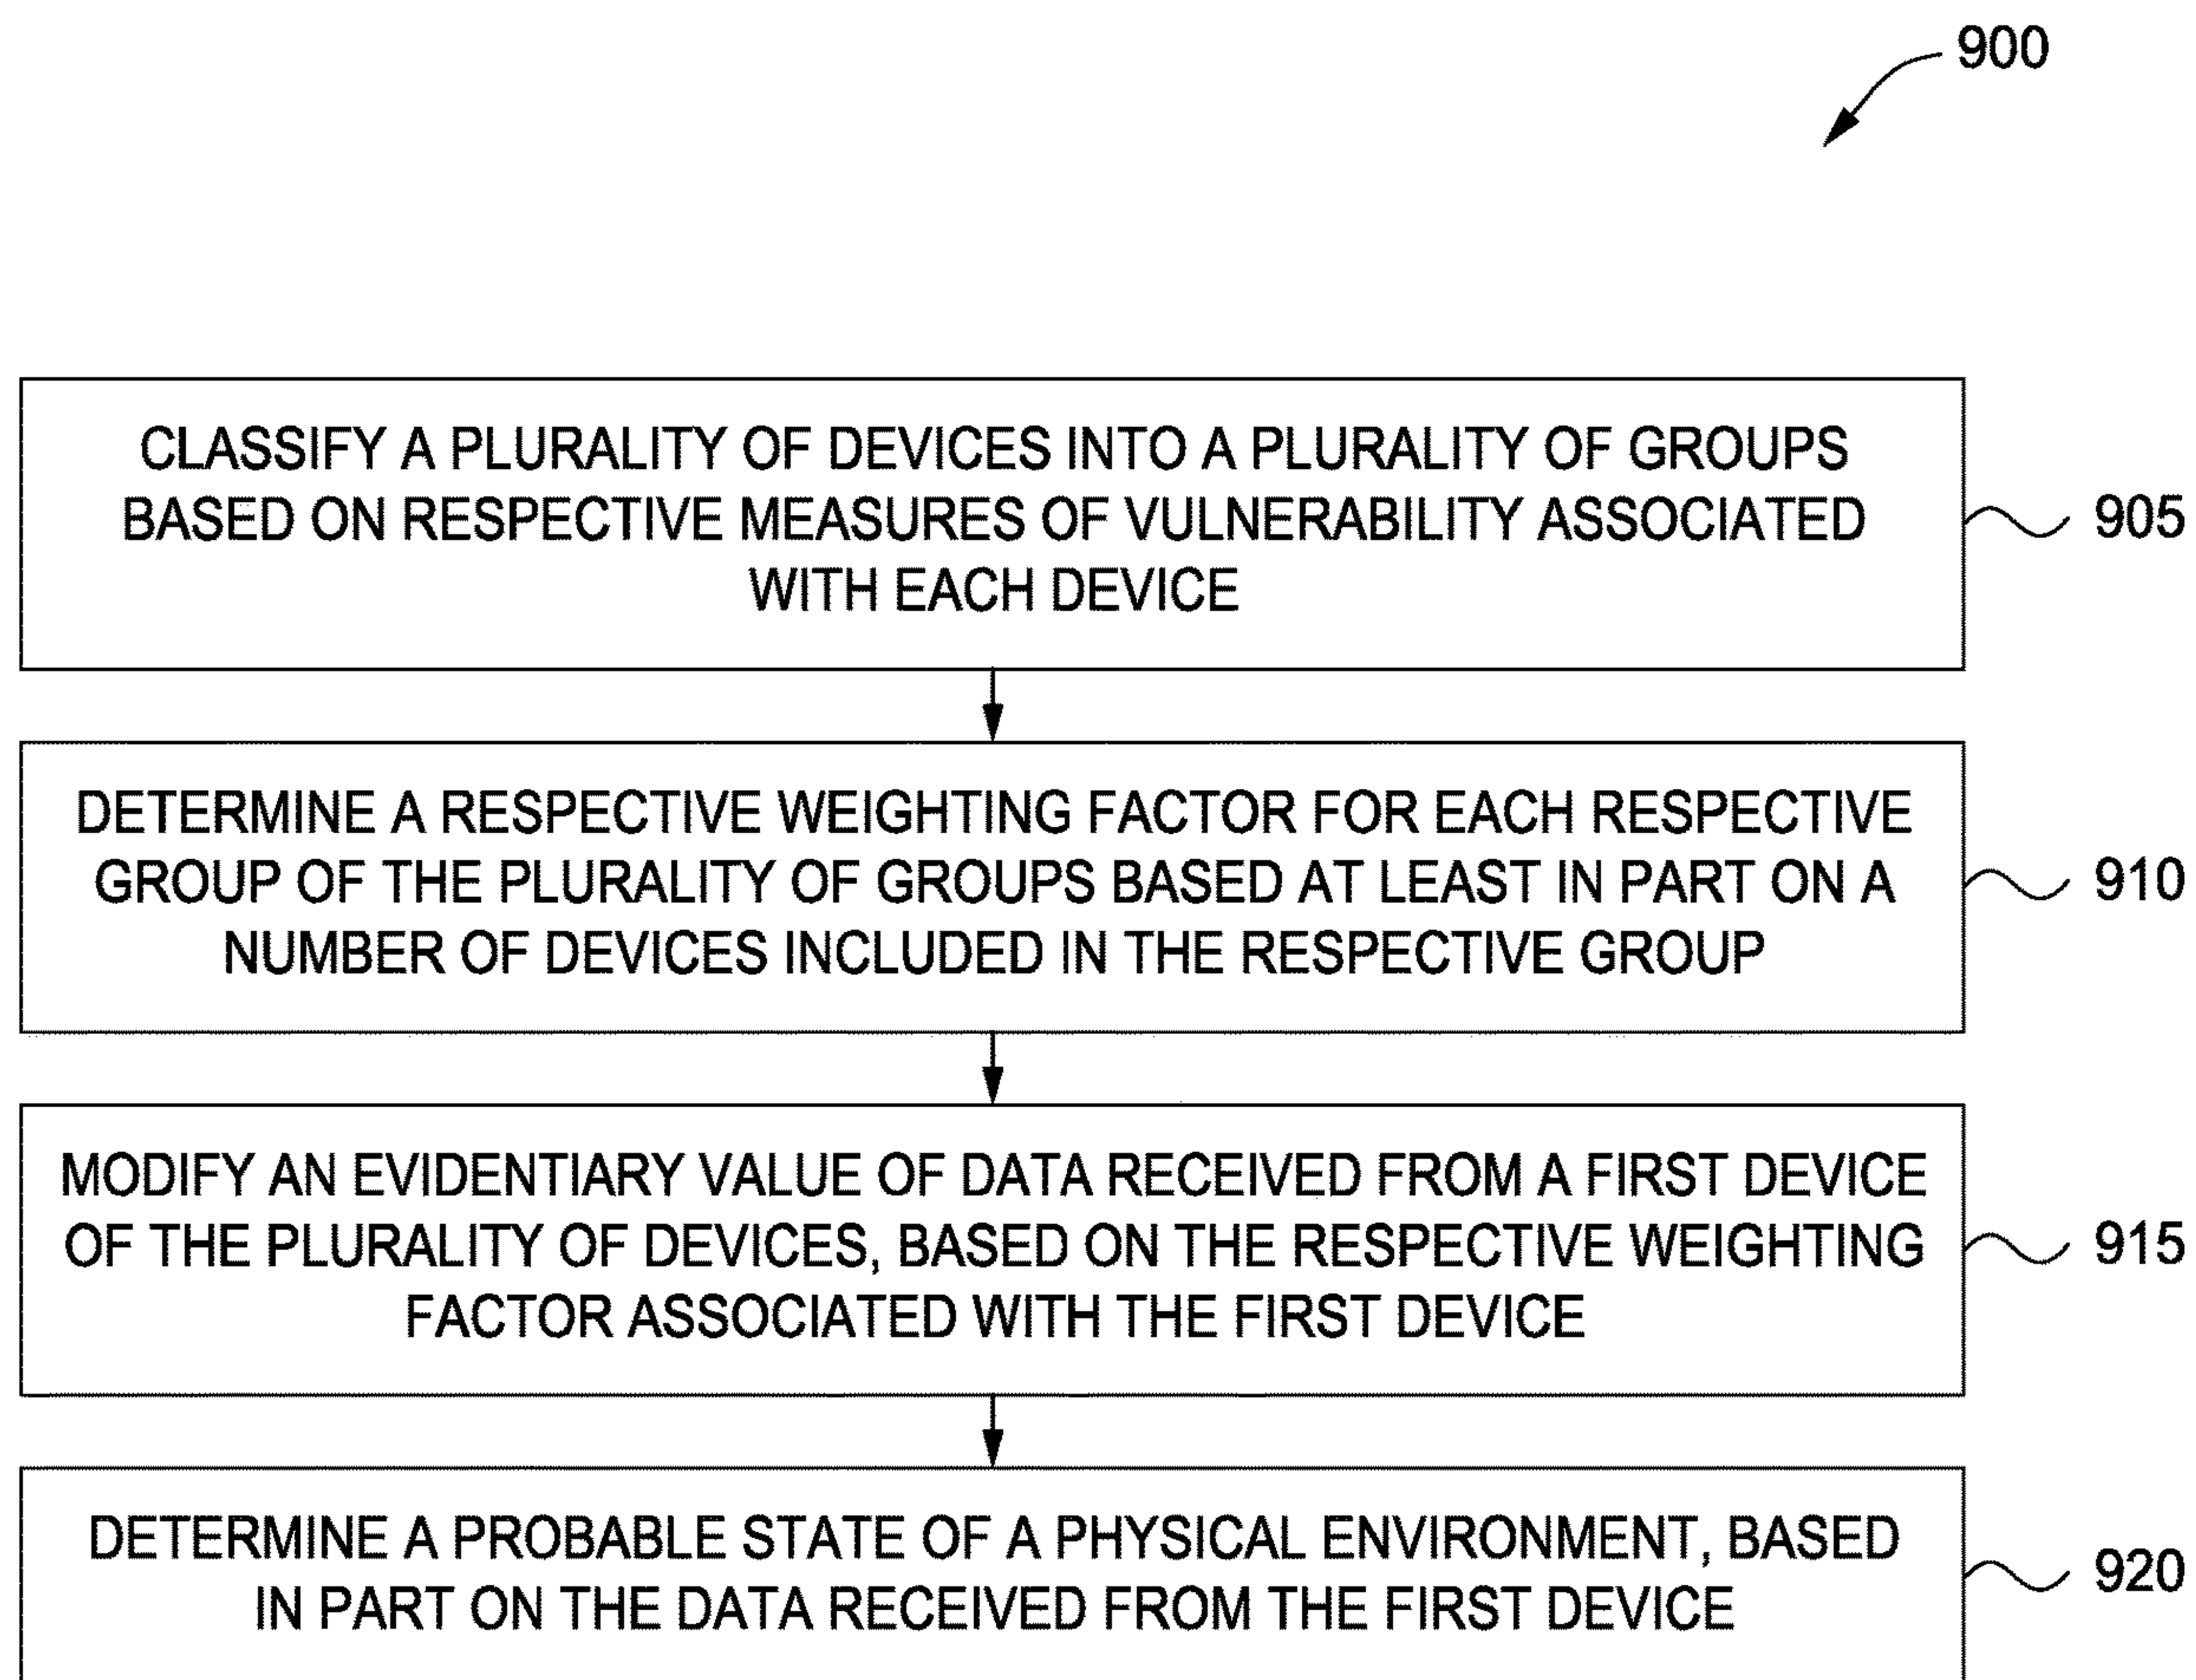 900
CLASSIFY A PLURALITY OF DEVICES INTO A PLURALITY OF GROUPS
BASED ON RESPECTIVE MEASURES OF VULNERABILITY ASSOCIATED
WITH EACH DEVICE
905
DETERMINE A RESPECTIVE WEIGHTING FACTOR FOR EACH RESPECTIVE
GROUP OF THE PLURALITY OF GROUPS BASED AT LEAST IN PART ON A
NUMBER OF DEVICES INCLUDED IN THE RESPECTIVE GROUP
910
MODIFY AN EVIDENTIARY VALUE OF DATA RECEIVED FROM A FIRST DEVICE
OF THE PLURALITY OF DEVICES, BASED ON THE RESPECTIVE WEIGHTING
FACTOR ASSOCIATED WITH THE FIRST DEVICE
915
DETERMINE A PROBABLE STATE OF A PHYSICAL ENVIRONMENT, BASED
IN PART ON THE DATA RECEIVED FROM THE FIRST DEVICE
920